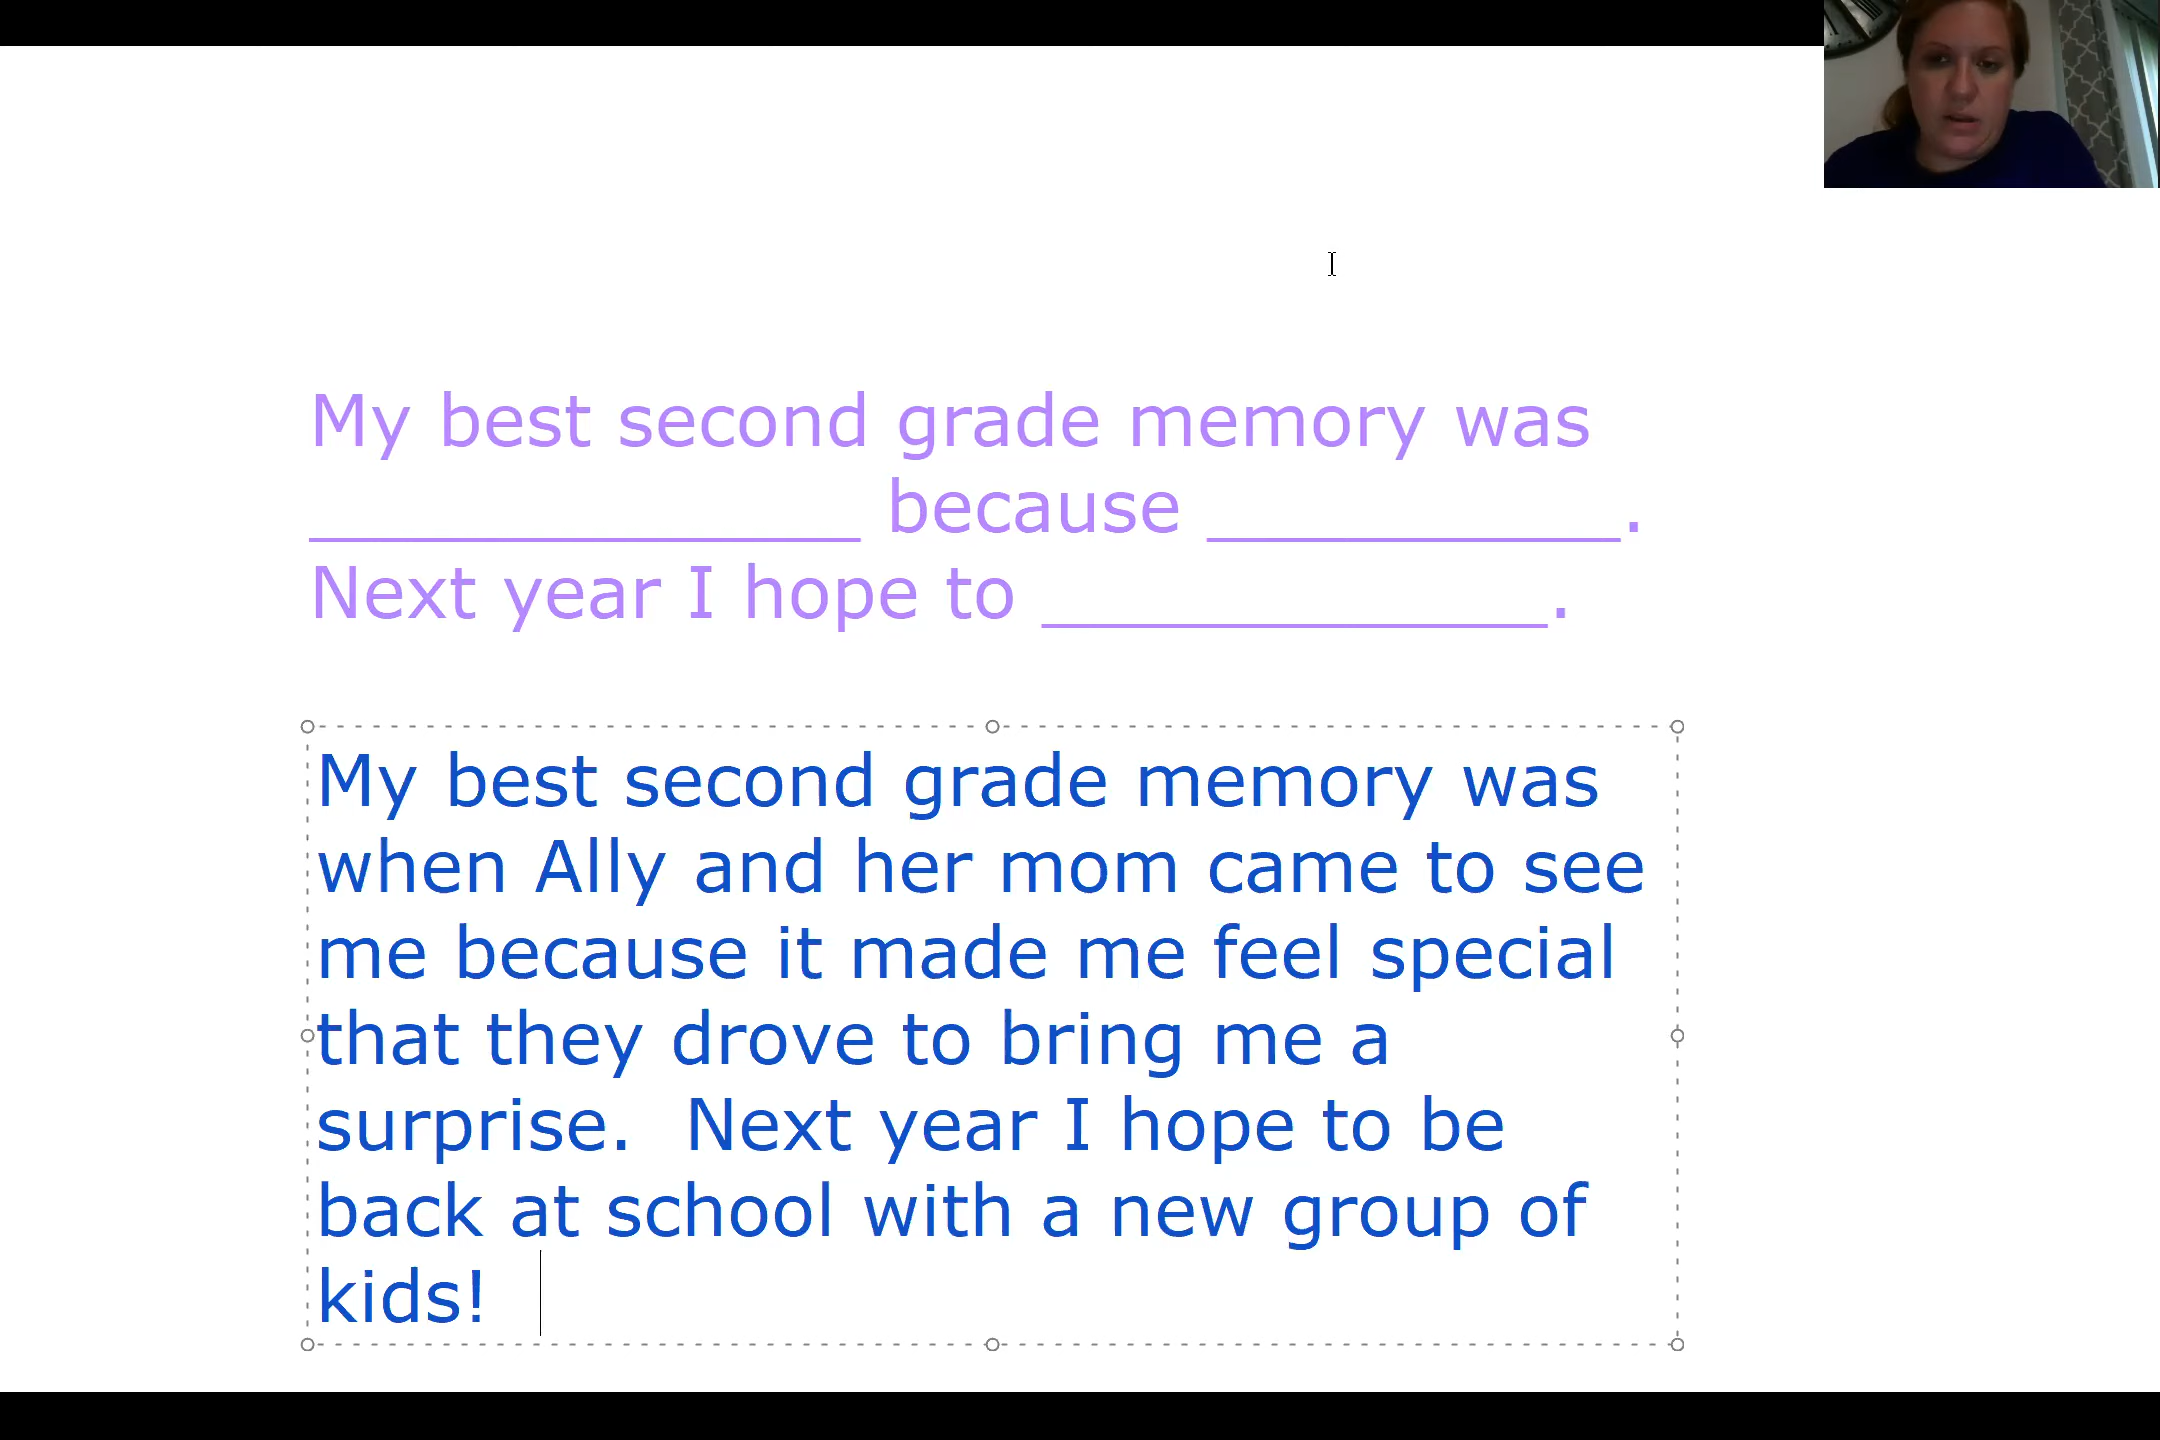 My best second grade memory was
________________ because ____________.
Next year I hope to _______________.
My best second grade memory was
when Ally and her mom came to see
me because it made me feel special
that they drove to bring me a
surprise.  Next year I hope to be
back at school with a new group of
kids!